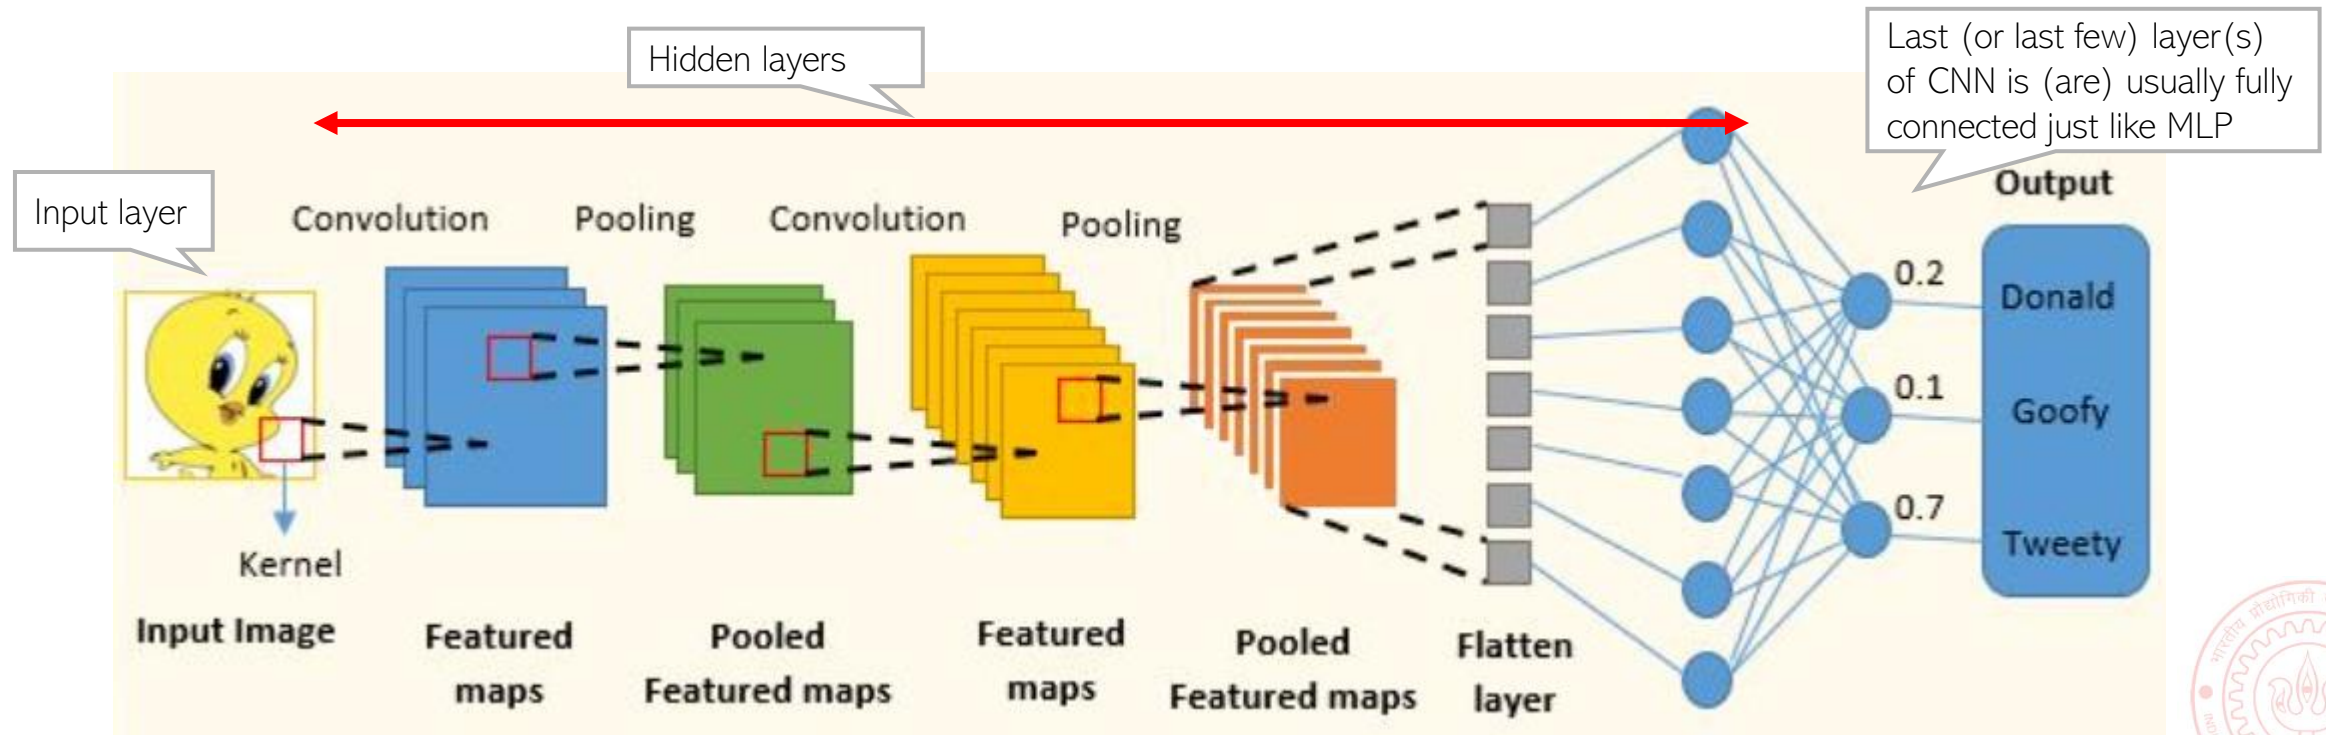 Hidden layers
Last (or last few) layer(s)
of CNN is (are) usually fully
connected just like MLP
Input layer
Convolution
Pooling
Convolution
Pooling
Output
0.2
Donald
0.1
Goofy
0.7
Tweety
Kernel
Input Image
Featured
maps
Pooled
Featured maps
Featured
maps
Pooled
Featured maps
Flatten
layer
भारतीय प्रौद्योगिकी